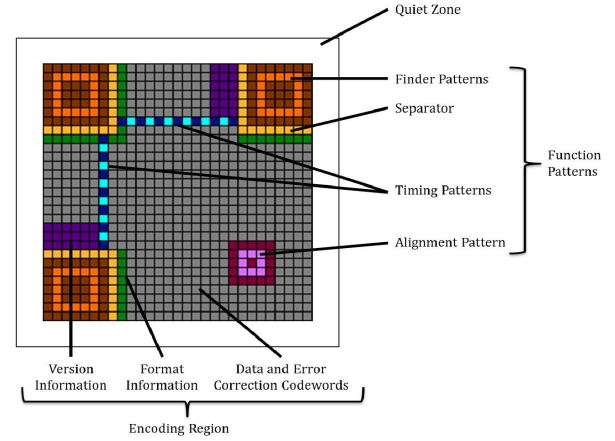 Quiet Zone
Finder Patterns
Separator
Function
Patterns
Timing Patterns
Alignment Pattern
Version
Information
Format
Information
Data and Error
Correction Codewords
Encoding Region